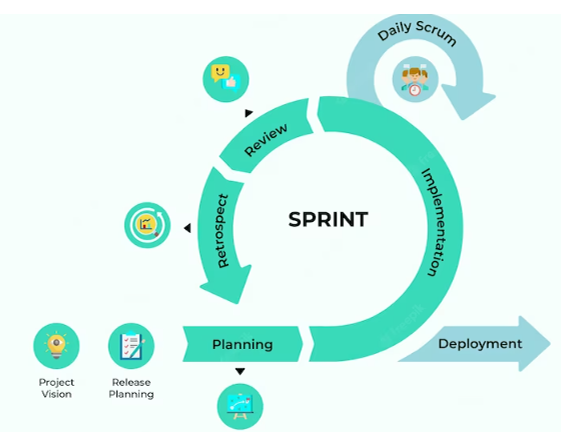 Daily Scrum
Review
Implementation
SPRINT
Retrospect
Planning
Deployment
Project
Vision
Release
Planning